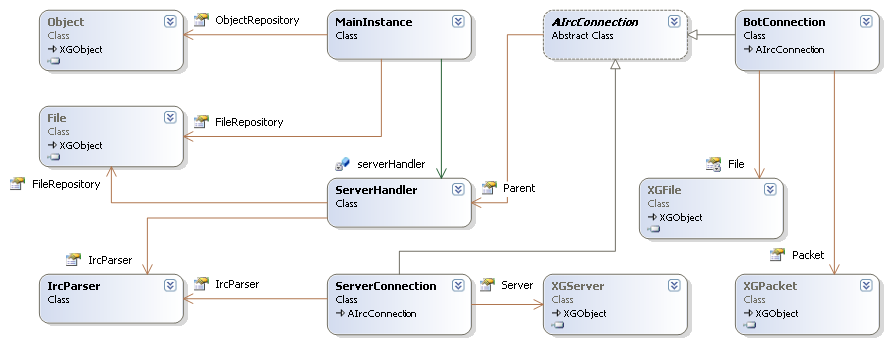 Object
Class
XGObject
ObjectRepository
MainInstance
Class
AIrcConnection
Abstract Class
BotConnection
Class
AIrcConnection
File
Class
XGObject
FileRepository
serverHandler
File
FileRepository
ServerHandler
Class
Parent
XGFile
Class
XGObject
IrcParser
Packet
IrcParser
Class
IrcParser
ServerConnection
Class
AIrcConnection
Server
XGServer
Class
XGObject
XGPacket
Class
XGObject